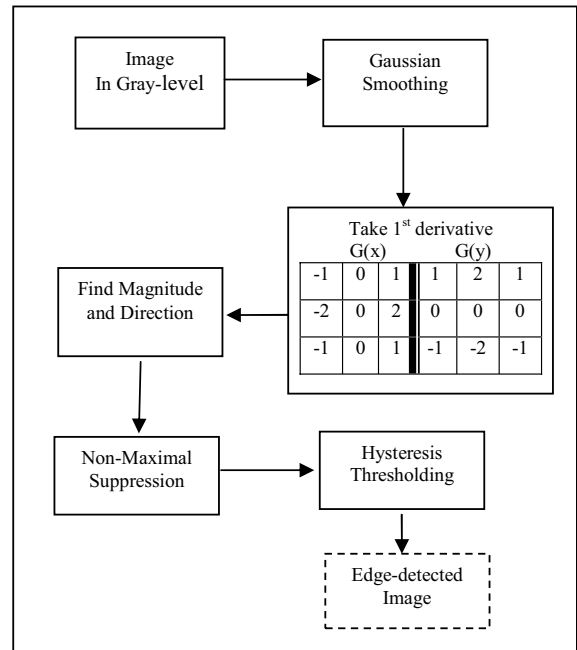 Image
In Gray-level
Gaussian
Smoothing
Take 1st derivative
G(x) G(y)
-1 0 1 1 2 1
-2 0 2 0 0 0
-1 0 1 -1 -2 -1
Find Magnitude
and Direction
Non-Maximal
Suppression
Hysteresis
Thresholding
Edge-detected
Image